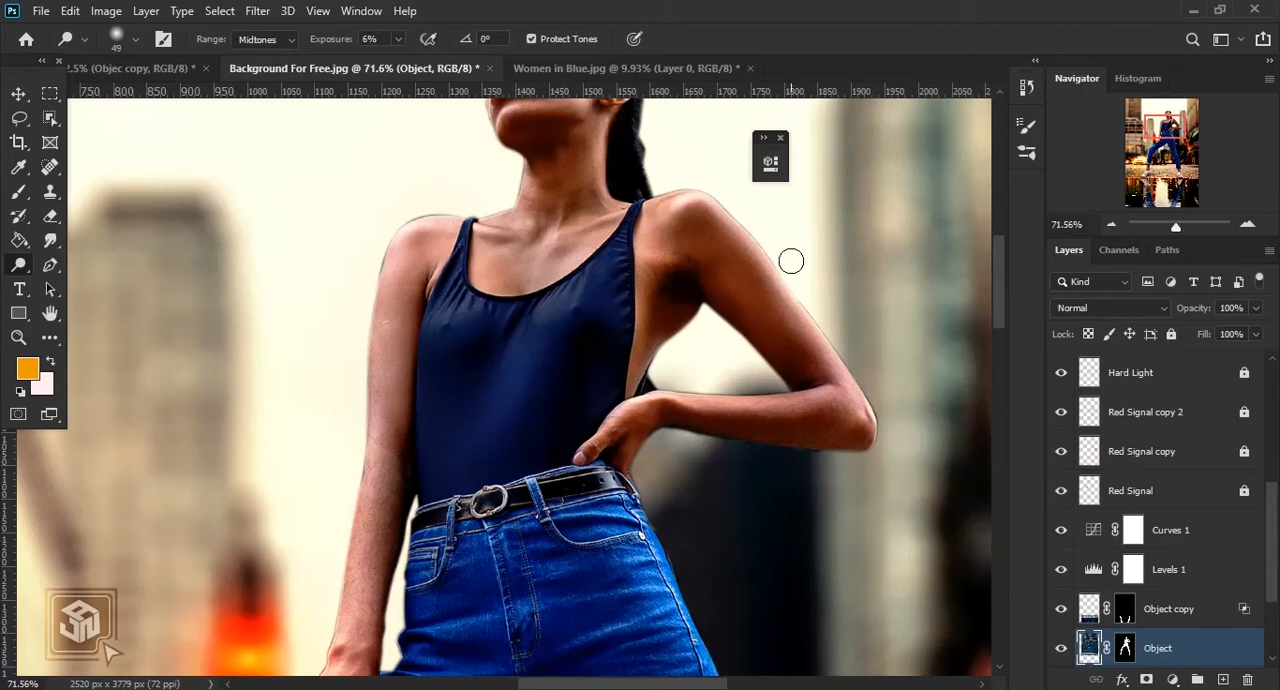 Ps File Edit Image Layer Type Select Filter 3D View Window Help
49 Range: Midtones Exposure: 6% 0° Protect Tones
2.5% (Objec copy, RGB/8) * × Background For Free.jpg @ 71.6% (Object, RGB/8) * × Women in Blue.jpg @ 9.93% (Layer 0, RGB/8) * ×
750 800 850 900 950 1000 1050 1100 1150 1200 1250 1300 1350 1400 1450 1500 1550 1600 1650 1700 1750 1800 1850 1900 1950 2000 2050
Navigator Histogram
71.56%
Layers Channels Paths
Kind
Normal Opacity: 100%
Lock: Fill: 100%
Hard Light
Red Signal copy 2
Red Signal copy
Red Signal
Curves 1
Levels 1
Object copy
Object
71.56% 2520 px x 3779 px (72 ppi)